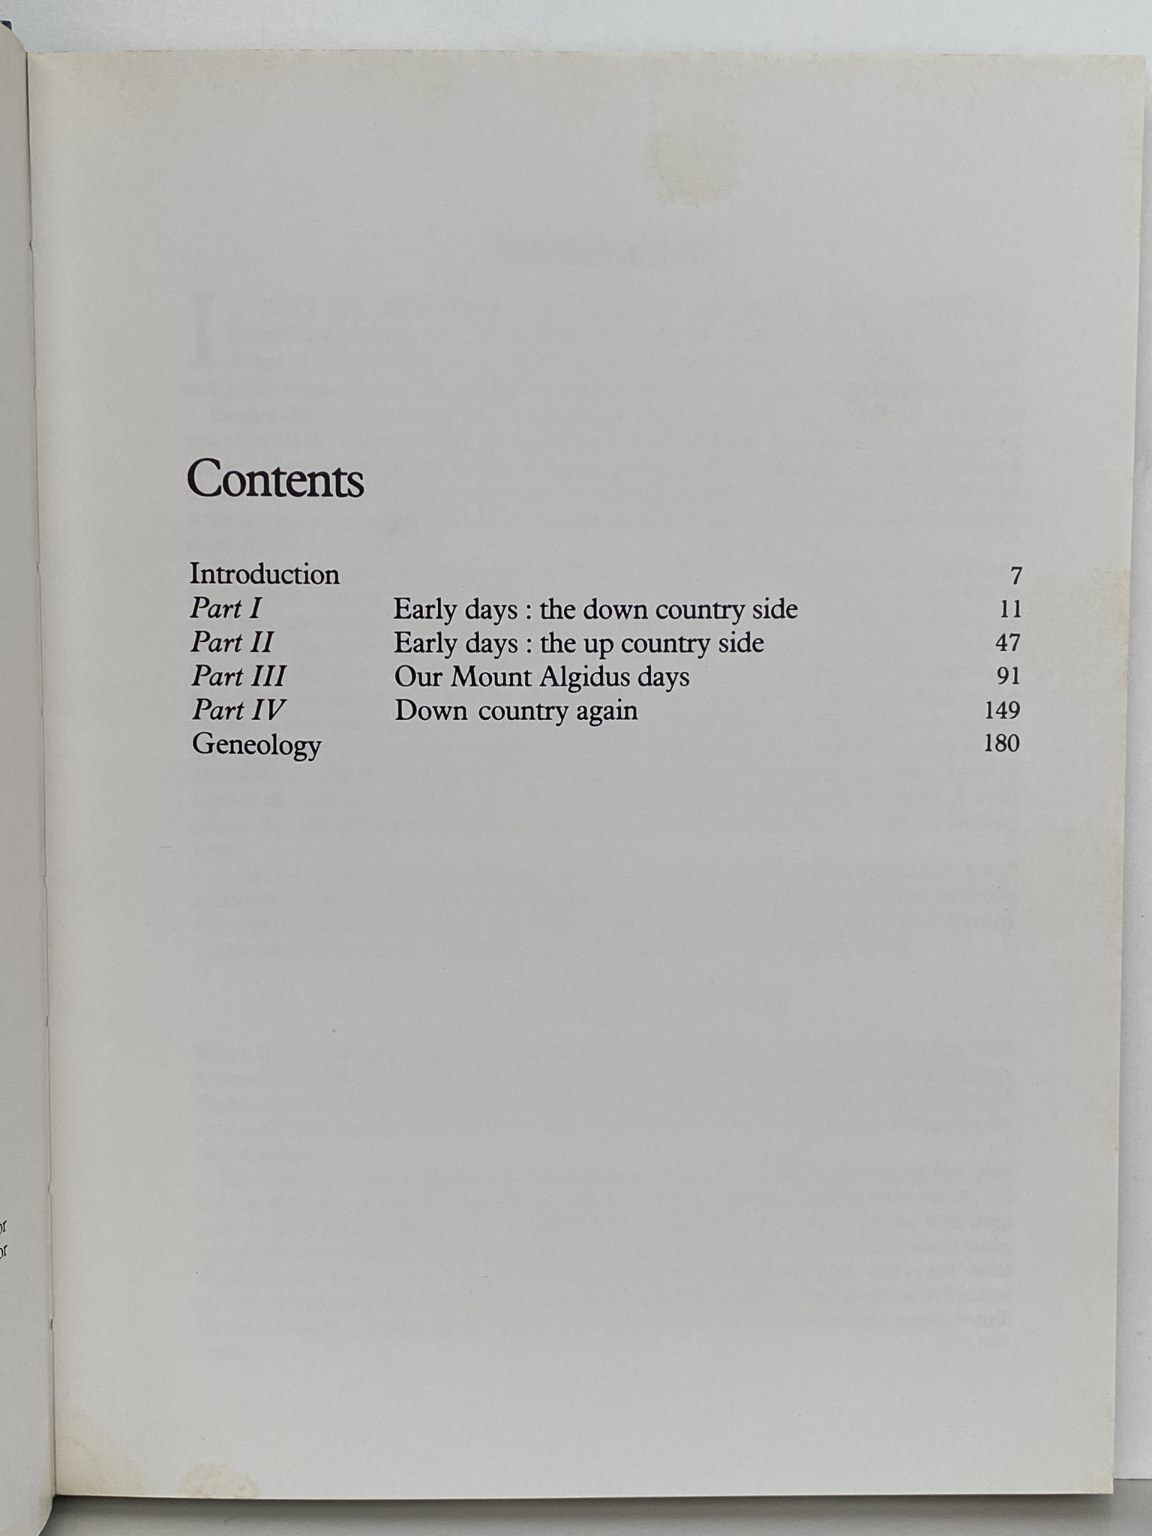 Contents
Introduction 7
Part I Early days : the down country side 11
Part II Early days : the up country side 47
Part III Our Mount Algidus days 91
Part IV Down country again 149
Geneology 180